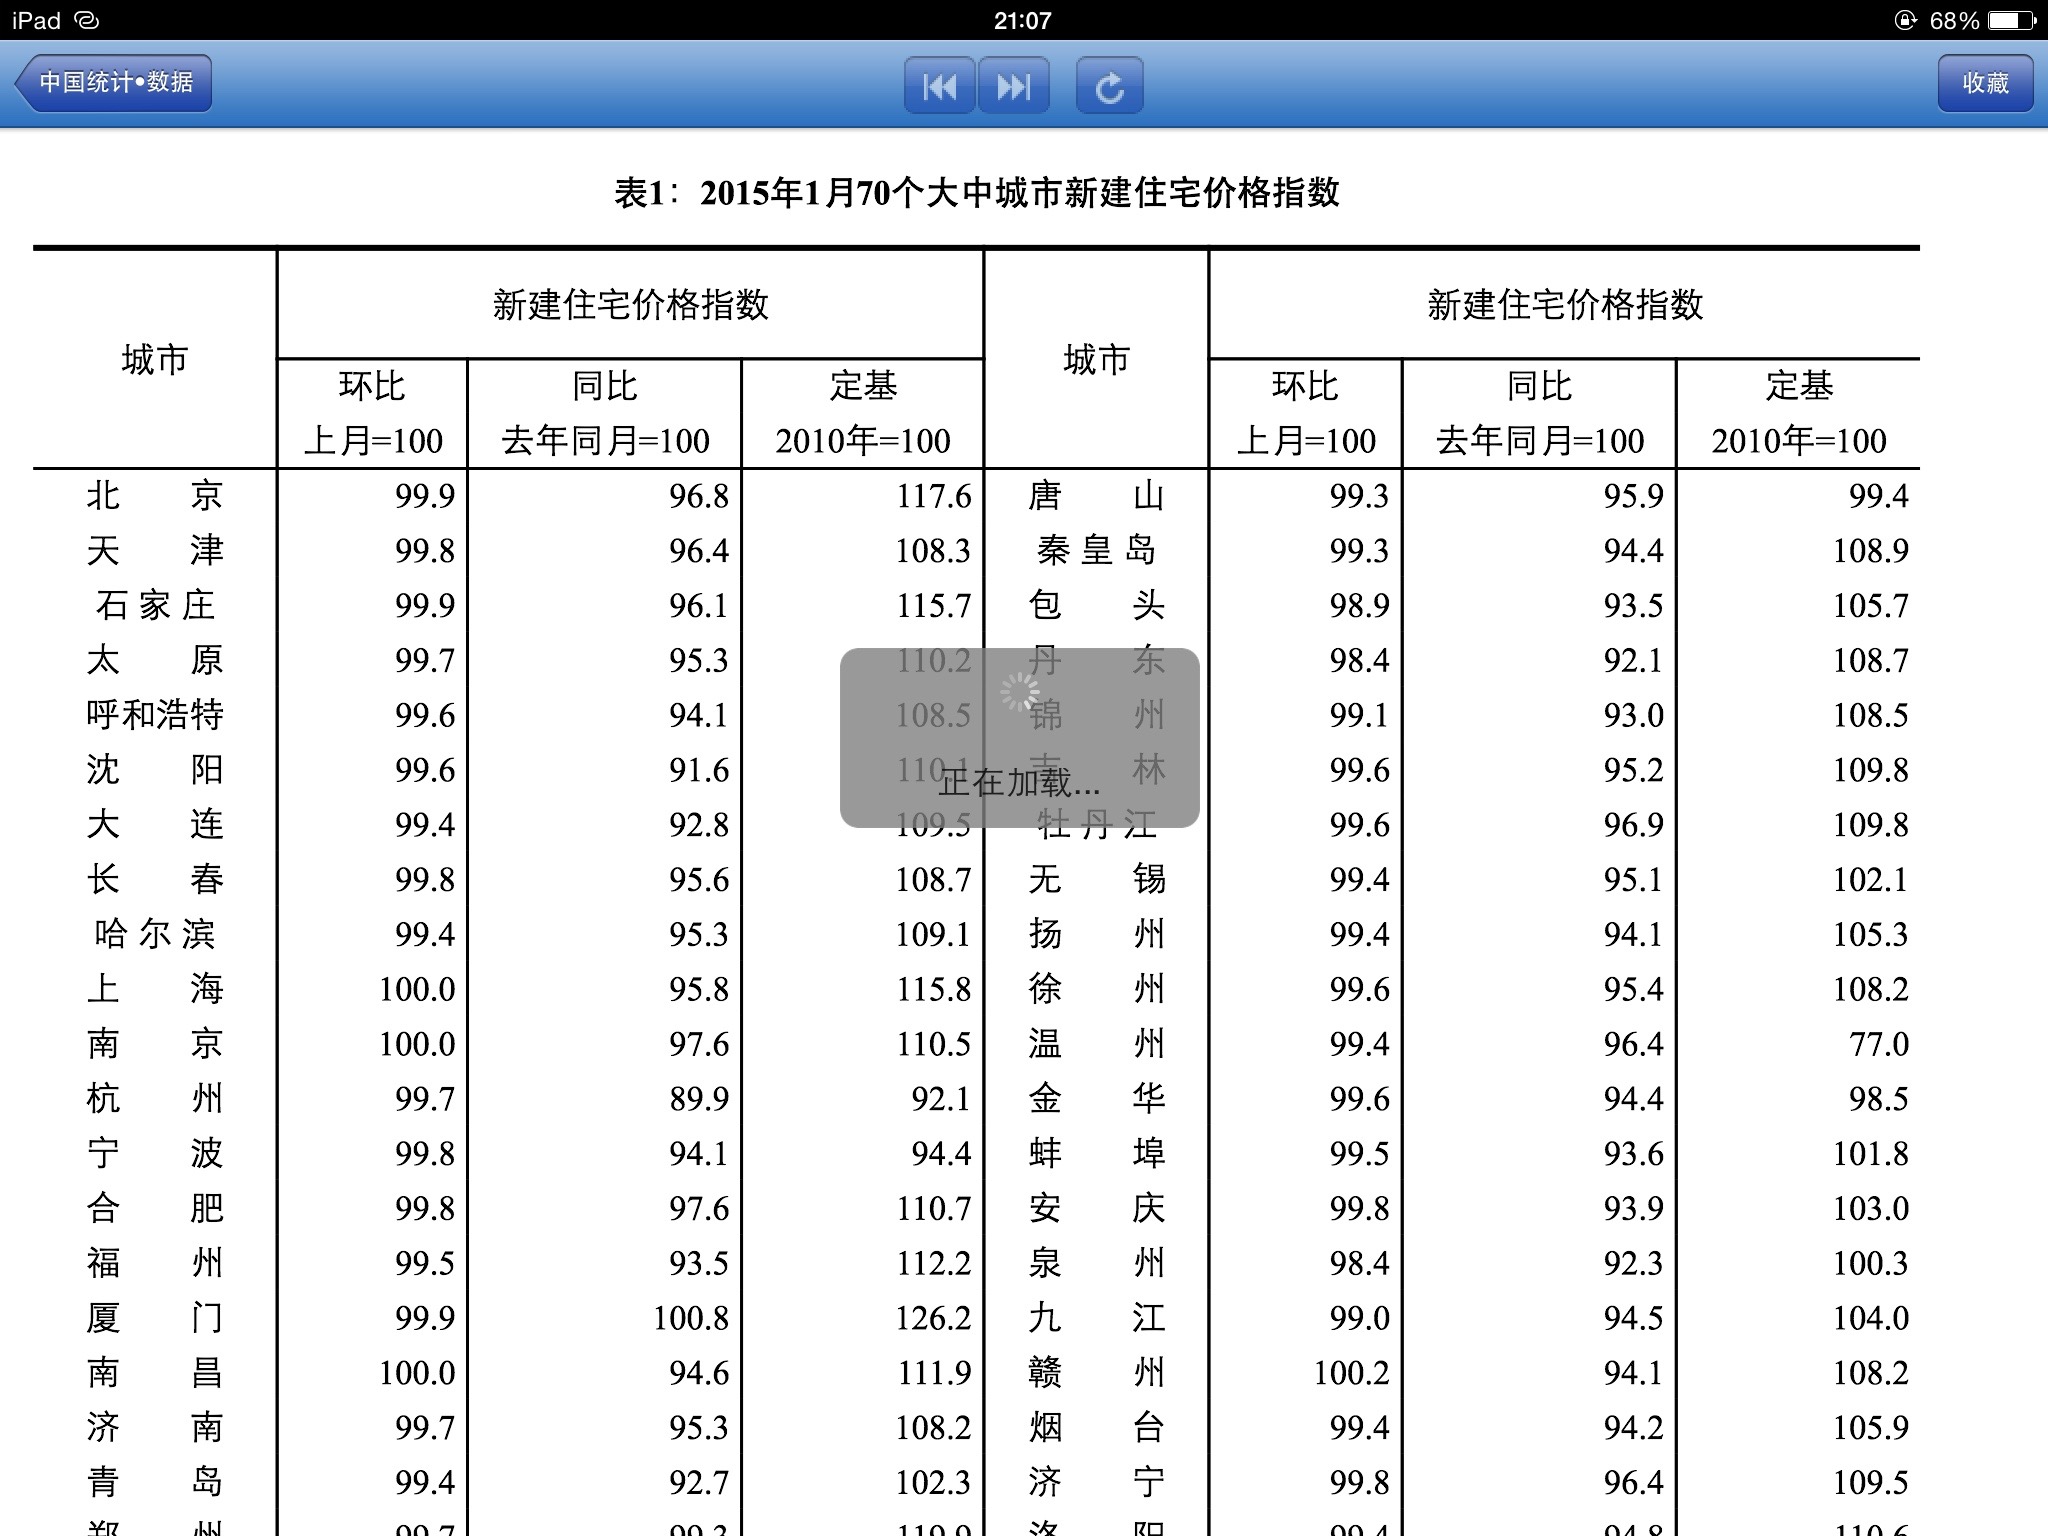 iPad 21:07 68%
中国统计•数据 收藏
表1：2015年1月70个大中城市新建住宅价格指数
城市 新建住宅价格指数 城市 新建住宅价格指数
环比 同比 定基 环比 同比 定基
上月=100 去年同月=100 2010年=100 上月=100 去年同月=100 2010年=100
北京 99.9 96.8 117.6 唐山 99.3 95.9 99.4
天津 99.8 96.4 108.3 秦皇岛 99.3 94.4 108.9
石家庄 99.9 96.1 115.7 包头 98.9 93.5 105.7
太原 99.7 95.3 110.2 丹东 98.4 92.1 108.7
呼和浩特 99.6 94.1 108.5 锦州 99.1 93.0 108.5
沈阳 99.6 91.6 110.1 吉林 99.6 95.2 109.8
正在加载...
大连 99.4 92.8 109.5 牡丹江 99.6 96.9 109.8
长春 99.8 95.6 108.7 无锡 99.4 95.1 102.1
哈尔滨 99.4 95.3 109.1 扬州 99.4 94.1 105.3
上海 100.0 95.8 115.8 徐州 99.6 95.4 108.2
南京 100.0 97.6 110.5 温州 99.4 96.4 77.0
杭州 99.7 89.9 92.1 金华 99.6 94.4 98.5
宁波 99.8 94.1 94.4 蚌埠 99.5 93.6 101.8
合肥 99.8 97.6 110.7 安庆 99.8 93.9 103.0
福州 99.5 93.5 112.2 泉州 98.4 92.3 100.3
厦门 99.9 100.8 126.2 九江 99.0 94.5 104.0
南昌 100.0 94.6 111.9 赣州 100.2 94.1 108.2
济南 99.7 95.3 108.2 烟台 99.4 94.2 105.9
青岛 99.4 92.7 102.3 济宁 99.8 96.4 109.5
郑州 99.7 洛阳 99.4